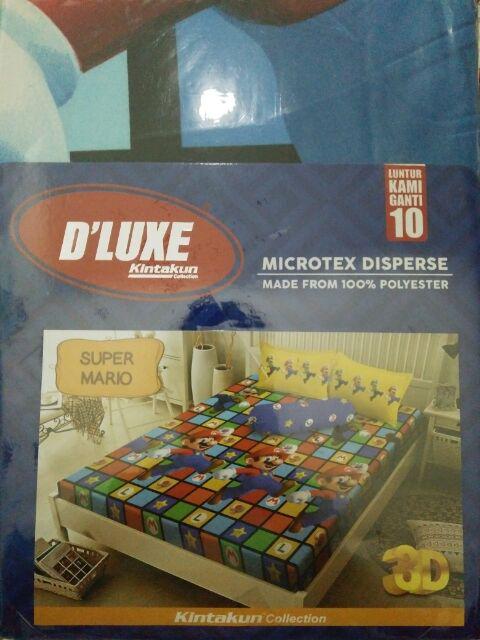 LUNTUR
KAMI
GANTI
10
D'LUXE
Kintakun
Collection
MICROTEX DISPERSE
MADE FROM 100% POLYESTER
SUPER
MARIO
3D
Kintakun Collection